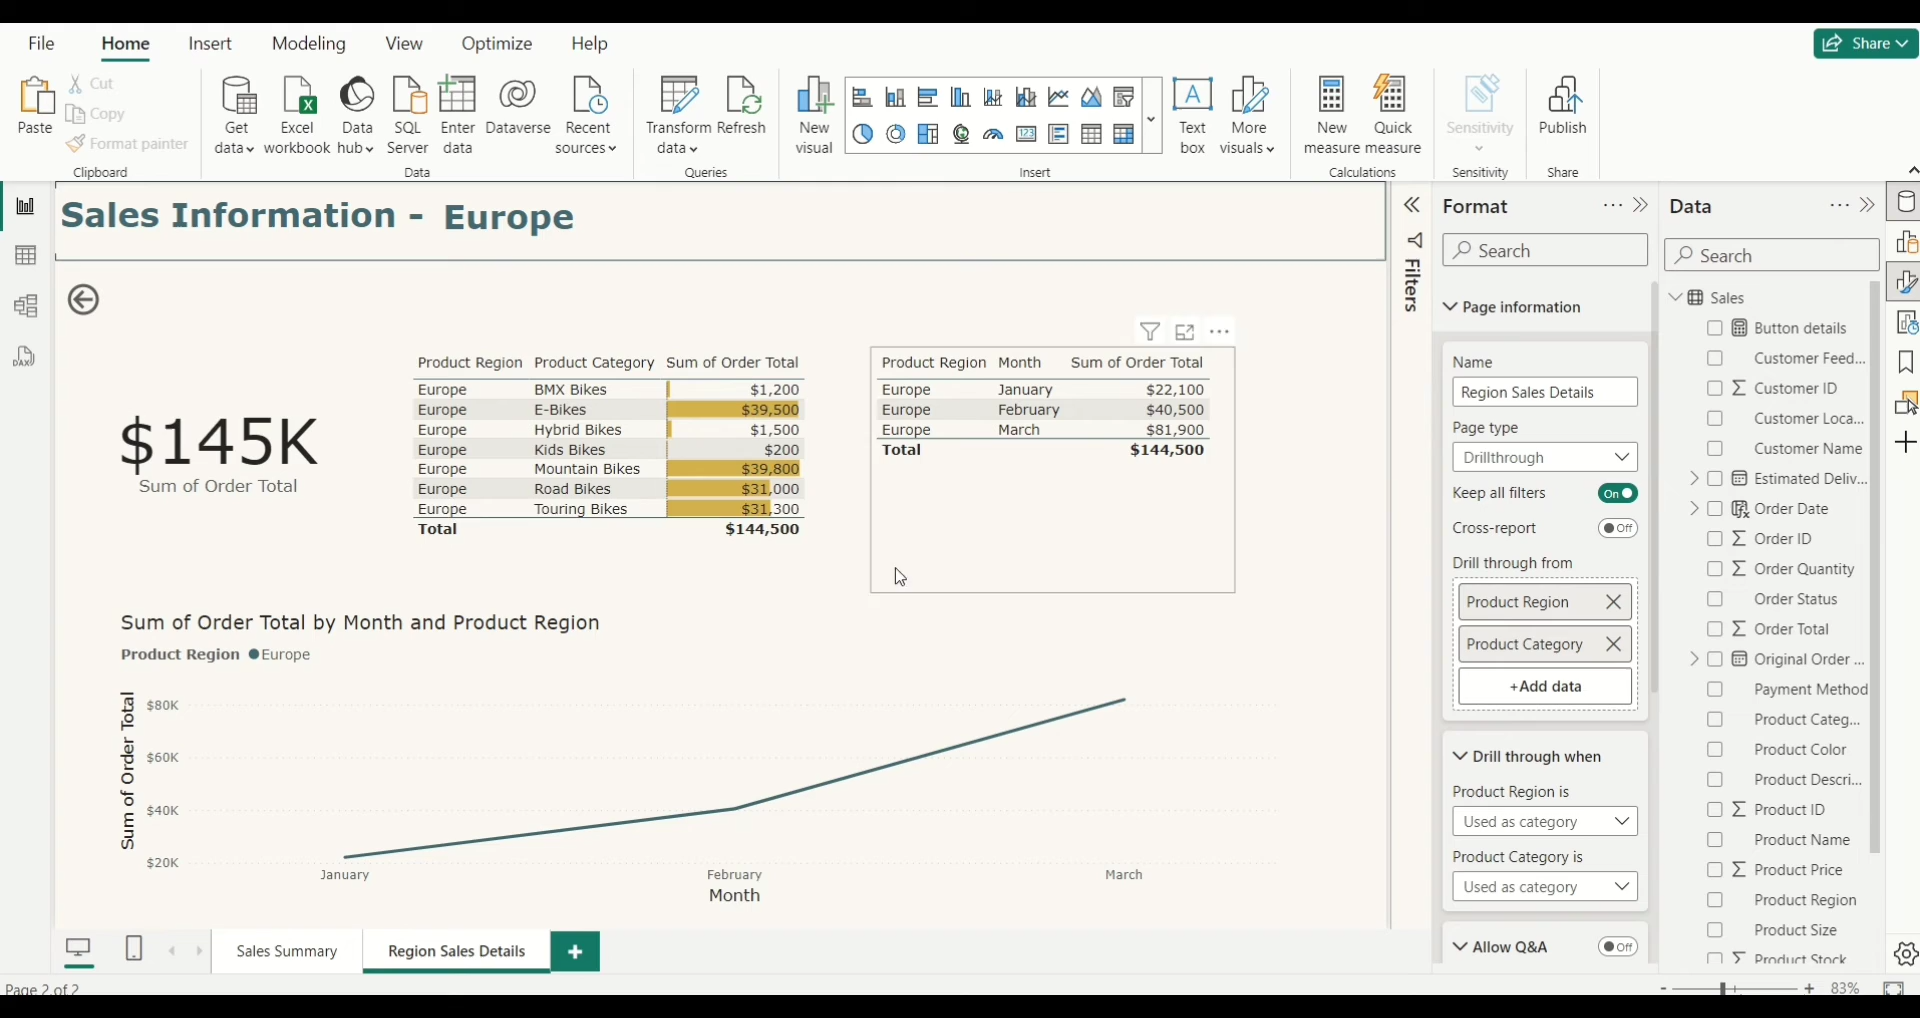 File Home Insert Modeling View Optimize Help
Share
Paste
Cut
Copy
Format painter
Clipboard
Get data
Excel workbook
Data hub
SQL Server
Enter data
Dataverse
Recent sources
Data
Transform data
Refresh
Queries
New visual
Text box
More visuals
Insert
New measure
Quick measure
Calculations
Sensitivity
Sensitivity
Publish
Share
Sales Information - Europe
$145K
Sum of Order Total
Product Region Product Category Sum of Order Total
Europe BMX Bikes $1,200
Europe E-Bikes $39,500
Europe Hybrid Bikes $1,500
Europe Kids Bikes $200
Europe Mountain Bikes $39,800
Europe Road Bikes $31,000
Europe Touring Bikes $31,300
Total $144,500
Product Region Month Sum of Order Total
Europe January $22,100
Europe February $40,500
Europe March $81,900
Total $144,500
Sum of Order Total by Month and Product Region
Product Region Europe
Sum of Order Total
$80K
$60K
$40K
$20K
January February March
Month
Filters
Format
Search
Page information
Name
Region Sales Details
Page type
Drillthrough
Keep all filters On
Cross-report Off
Drill through from
Product Region
Product Category
+Add data
Drill through when
Product Region is
Used as category
Product Category is
Used as category
Allow Q&A Off
Data
Search
Sales
Button details
Customer Feed...
Customer ID
Customer Loca...
Customer Name
Estimated Deliv...
Order Date
Order ID
Order Quantity
Order Status
Order Total
Original Order ...
Payment Method
Product Categ...
Product Color
Product Descri...
Product ID
Product Name
Product Price
Product Region
Product Size
Product Stock
Sales Summary Region Sales Details +
Page 2 of 2
- + 83%